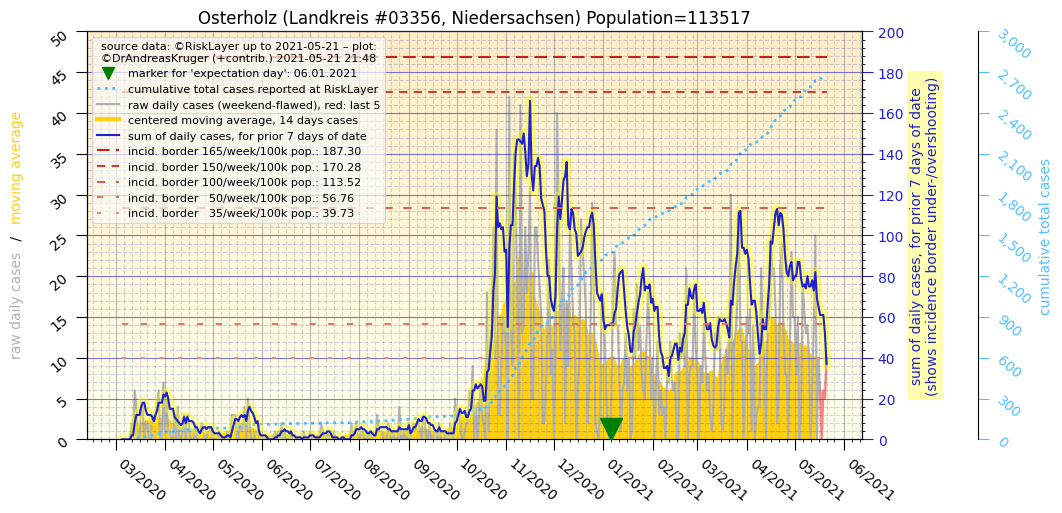 Osterholz (Landkreis #03356, Niedersachsen) Population=113517
source data: ©RiskLayer up to 2021-05-21 – plot:
©DrAndreasKruger (+contrib.) 2021-05-21 21:48
marker for 'expectation day': 06.01.2021
cumulative total cases reported at RiskLayer
raw daily cases (weekend-flawed), red: last 5
centered moving average, 14 days cases
sum of daily cases, for prior 7 days of date
incid. border 165/week/100k pop.: 187.30
incid. border 150/week/100k pop.: 170.28
incid. border 100/week/100k pop.: 113.52
incid. border 50/week/100k pop.: 56.76
incid. border 35/week/100k pop.: 39.73
raw daily cases / moving average
50
45
40
35
30
25
20
15
10
5
0
03/2020
04/2020
05/2020
06/2020
07/2020
08/2020
09/2020
10/2020
11/2020
12/2020
01/2021
02/2021
03/2021
04/2021
05/2021
06/2021
200
180
160
140
120
100
80
60
40
20
0
sum of daily cases, for prior 7 days of date
(shows incidence border under-/overshooting)
3,000
2,700
2,400
2,100
1,800
1,500
1,200
900
600
300
0
cumulative total cases